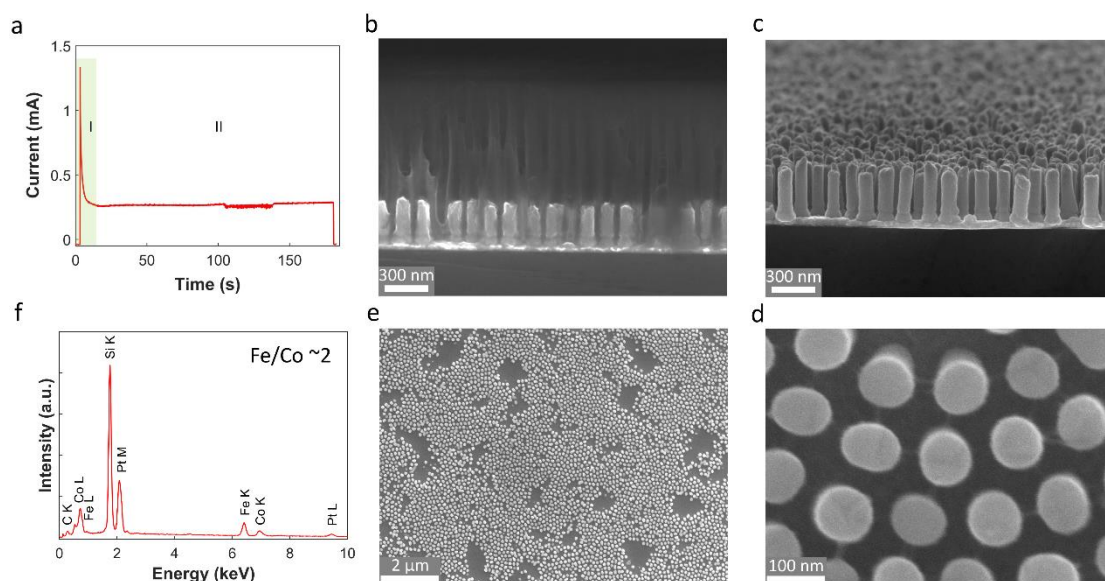 a
1.5
1
0.5
0
Current (mA)
I
II
0
50
100
150
Time (s)
b
300 nm
c
300 nm
f
Fe/Co ~2
Intensity (a.u.)
C K
Co L
Fe L
Si K
Pt M
Fe K
Co K
Pt L
0
2
4
6
8
10
Energy (keV)
e
2 μm
d
100 nm